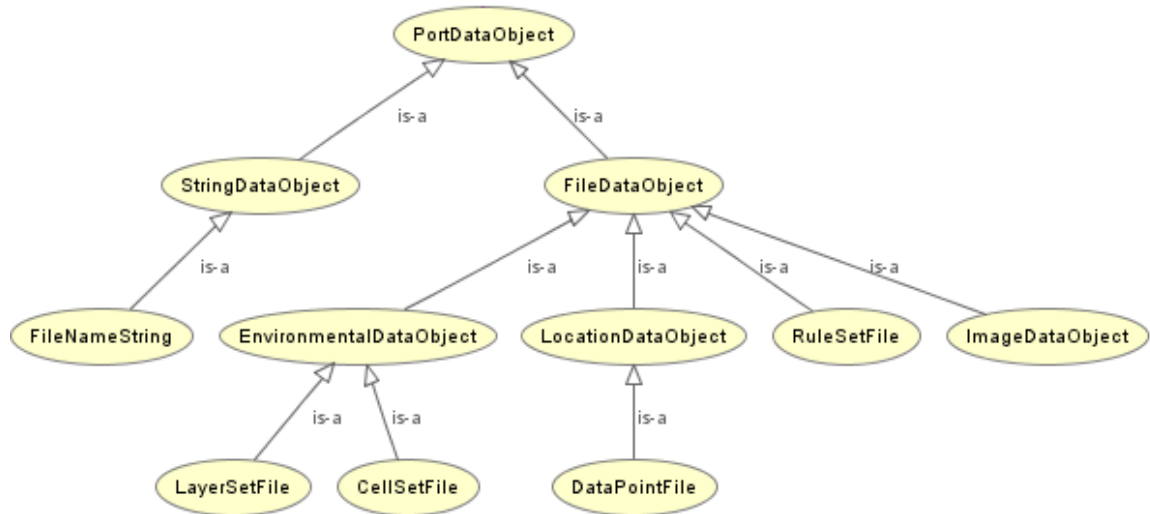 PortDataObject
is-a
is-a
StringDataObject
FileDataObject
is-a
is-a
is-a
is-a
is-a
FileNameString
EnvironmentalDataObject
LocationDataObject
RuleSetFile
ImageDataObject
is-a
is-a
is-a
LayerSetFile
CellSetFile
DataPointFile